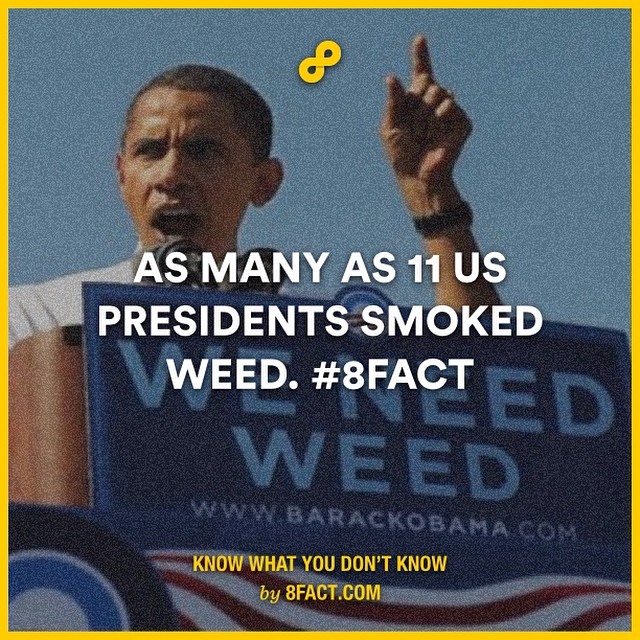 AS MANY AS 11 US
PRESIDENTS SMOKED
WEED. #8FACT
WE NEED
WEED
WWW.BARACKOBAMA.COM
KNOW WHAT YOU DON'T KNOW
by 8FACT.COM